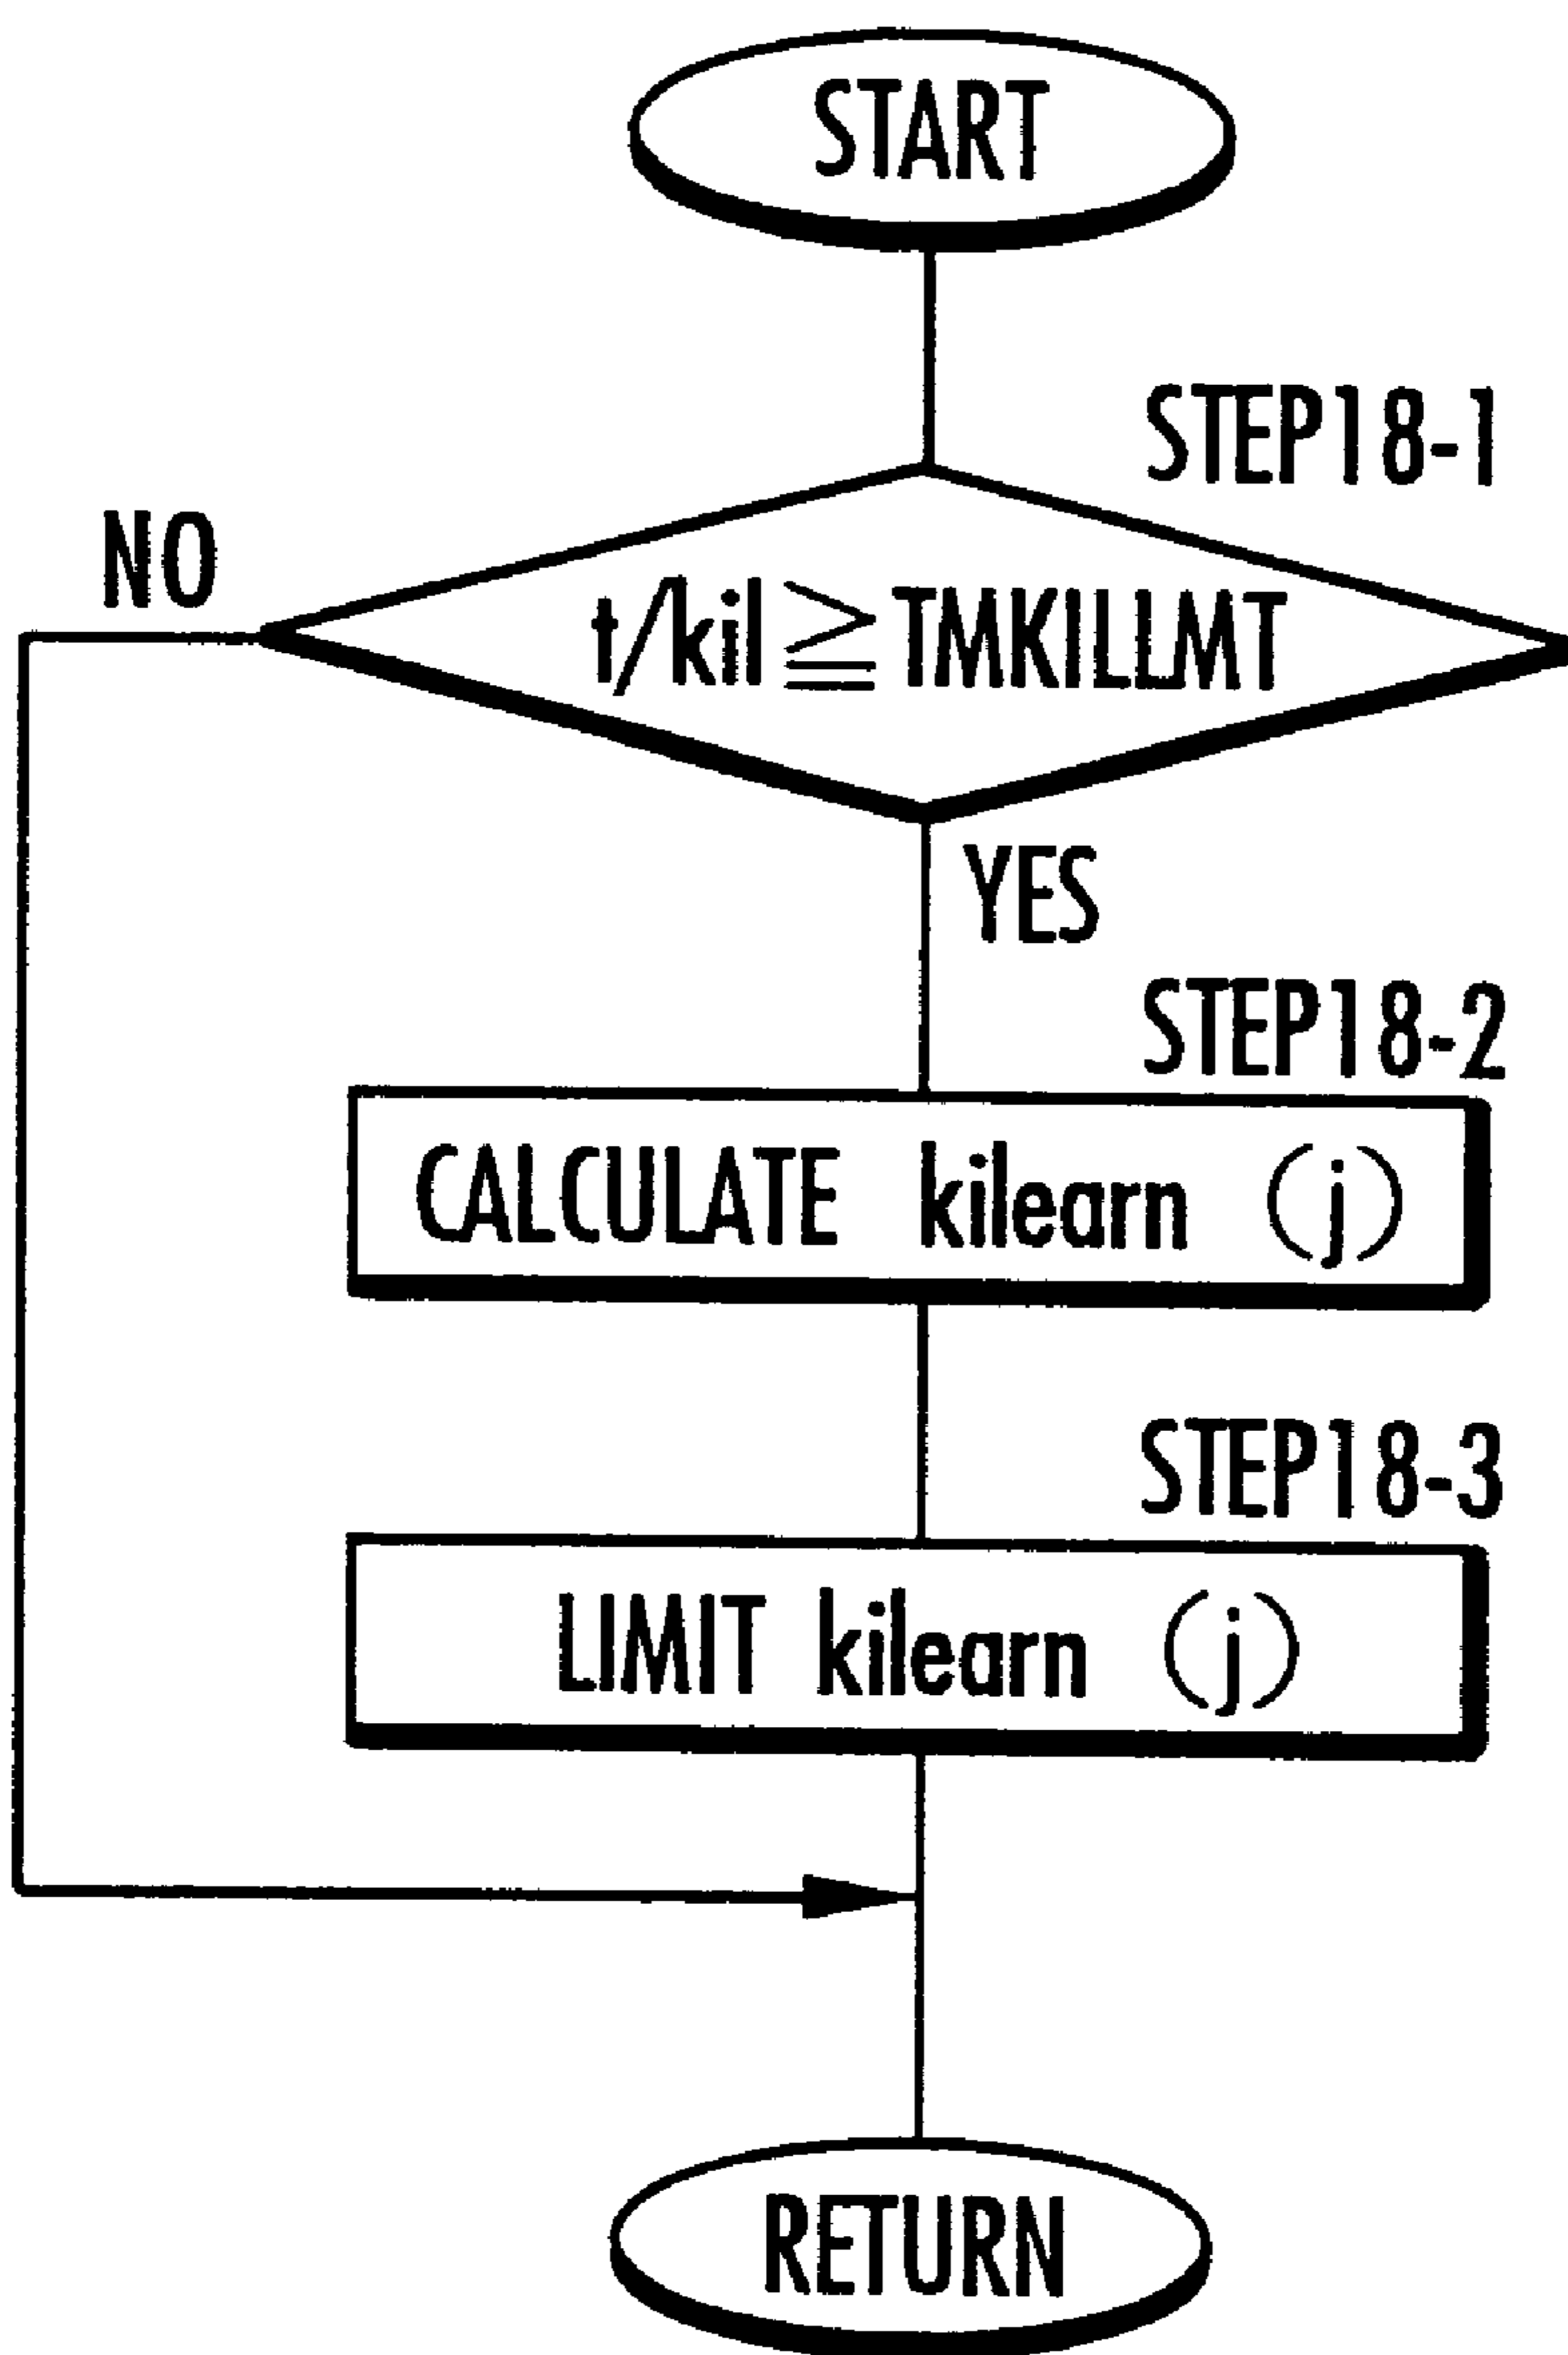 START
STEP18-1
NO
t/kil≧TMKILLMT
YES
STEP18-2
CALCULATE kilearn (j)
STEP18-3
LIMIT kilearn (j)
RETURN